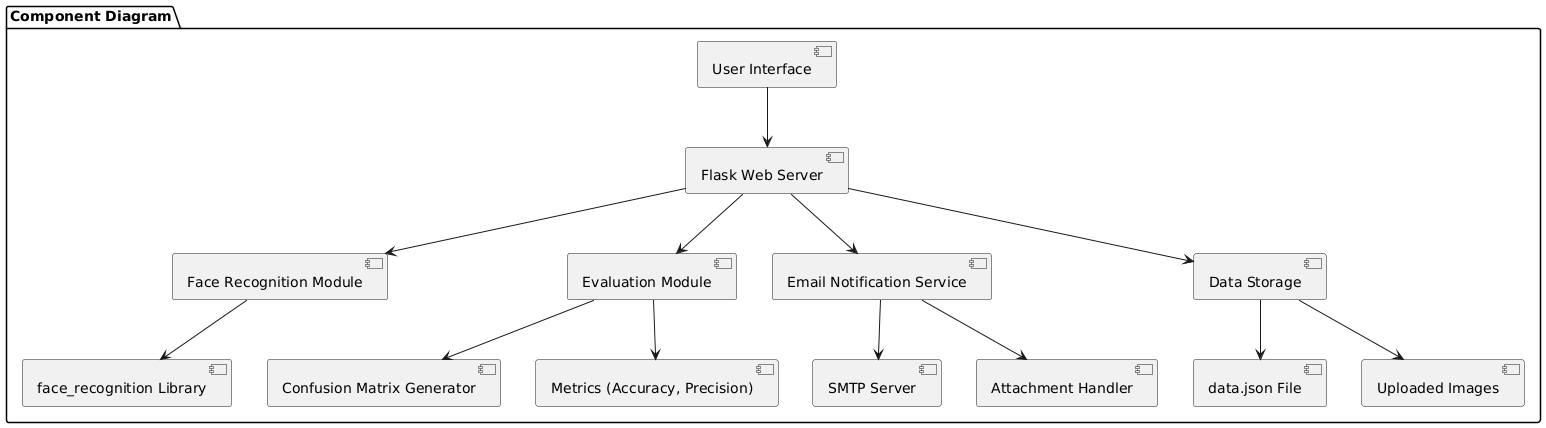 Component Diagram
User Interface
Flask Web Server
Face Recognition Module
Evaluation Module
Email Notification Service
Data Storage
face_recognition Library
Confusion Matrix Generator
Metrics (Accuracy, Precision)
SMTP Server
Attachment Handler
data.json File
Uploaded Images